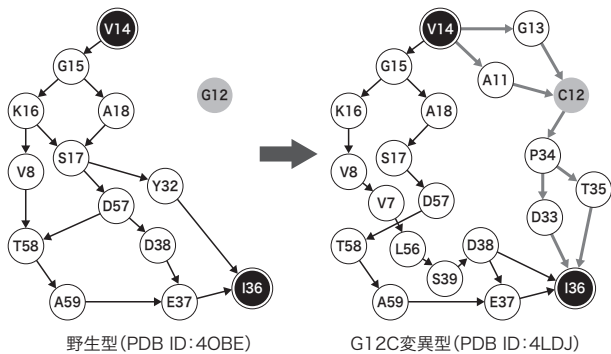 V14
G15
K16
A18
G12
S17
V8
Y32
D57
T58
D38
A59
E37
I36
野生型(PDB ID:4OBE)
V14
G13
G15
A11
C12
K16
A18
P34
S17
V8
T35
V7
D57
D33
T58
L56
D38
S39
A59
E37
I36
G12C変異型(PDB ID:4LDJ)